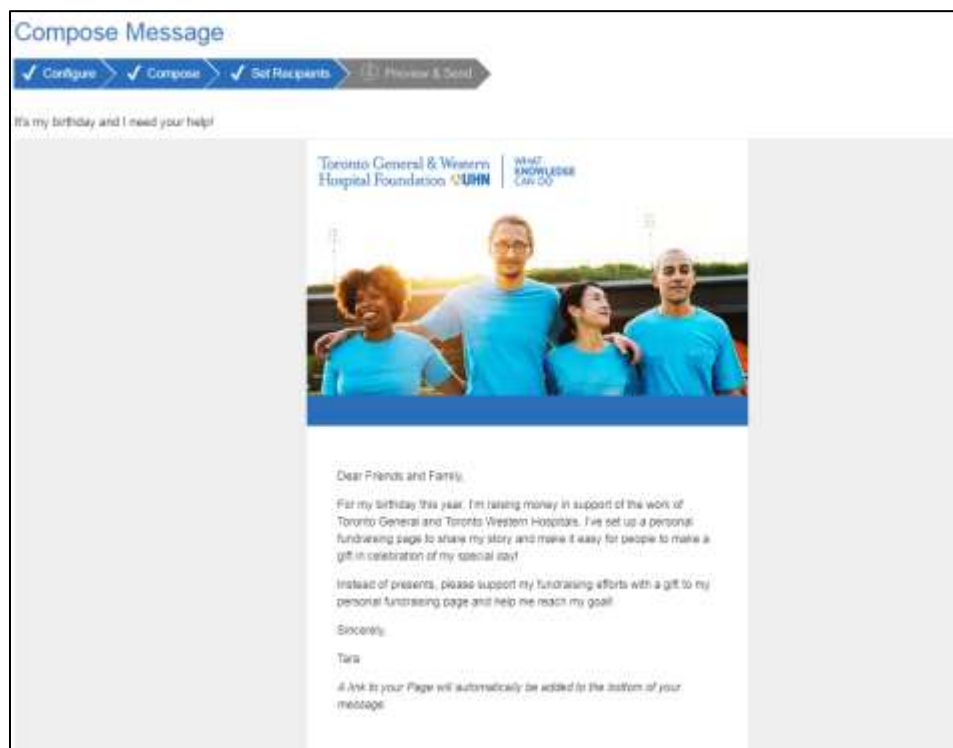 Compose Message
Configure Compose Set Recipients Preview & Send
It's my birthday and I need your help!
Toronto General & Western
Hospital Foundation UHN
WHAT
KNOWLEDGE
CAN DO
Dear Friends and Family,
For my birthday this year, I'm raising money in support of the work of
Toronto General and Toronto Western Hospitals. I've set up a personal
fundraising page to share my story and make it easy for people to make a
gift in celebration of my special day!
Instead of presents, please support my fundraising efforts with a gift to my
personal fundraising page and help me reach my goal!
Sincerely,
Tara
A link to your Page will automatically be added to the bottom of your
message.